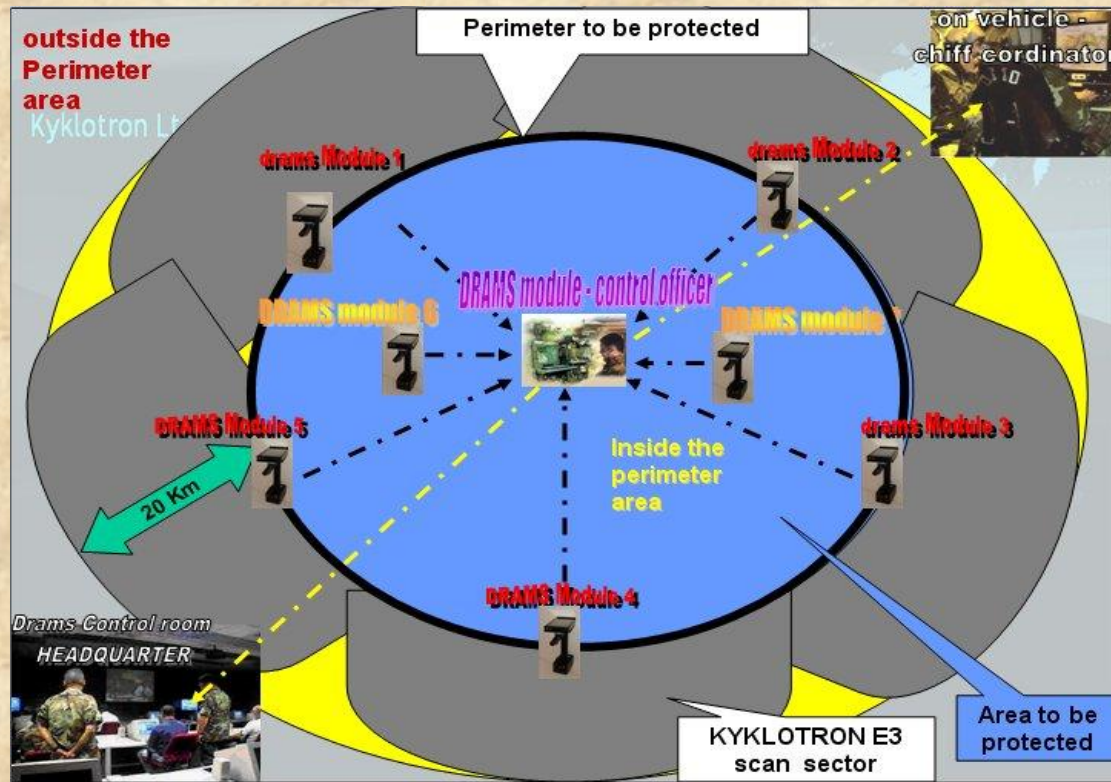 outside the
Perimeter
area
Kyklotron Lt
Perimeter to be protected
on vehicle -
chiff cordinator
drams Module 1
drams Module 2
DRAMS module - control officer
DRAMS module 6
DRAMS module
DRAMS Module 5
drams Module 3
Inside the
perimeter
area
20 Km
DRAMS Module 4
Drams Control room
HEADQUARTER
KYKLOTRON E3
scan sector
Area to be
protected